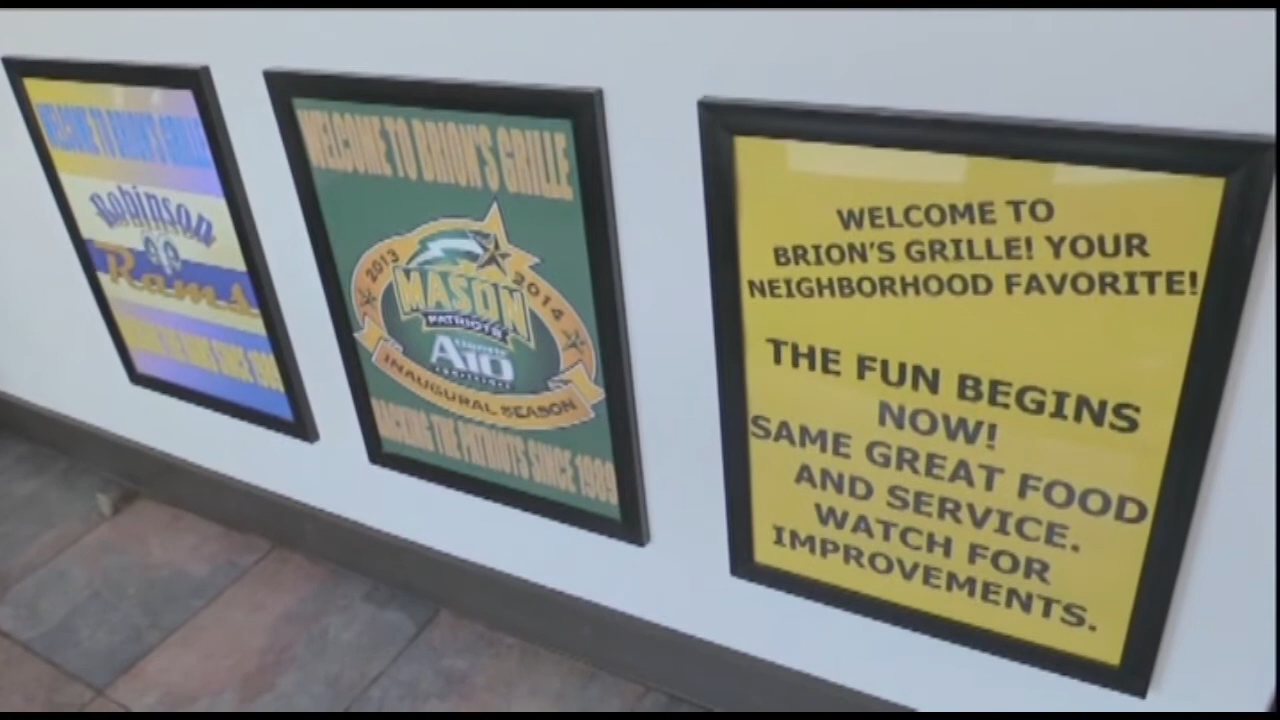 WELCOME TO BRION'S GRILLE
Robinson
Rams
SINCE 1989
WELCOME TO BRION'S GRILLE
2013 2014
MASON
PATRIOTS
A10
INAUGURAL SEASON
BACKING THE PATRIOTS SINCE 1989
WELCOME TO
BRION'S GRILLE! YOUR
NEIGHBORHOOD FAVORITE!
THE FUN BEGINS
NOW!
SAME GREAT FOOD
AND SERVICE.
WATCH FOR
IMPROVEMENTS.